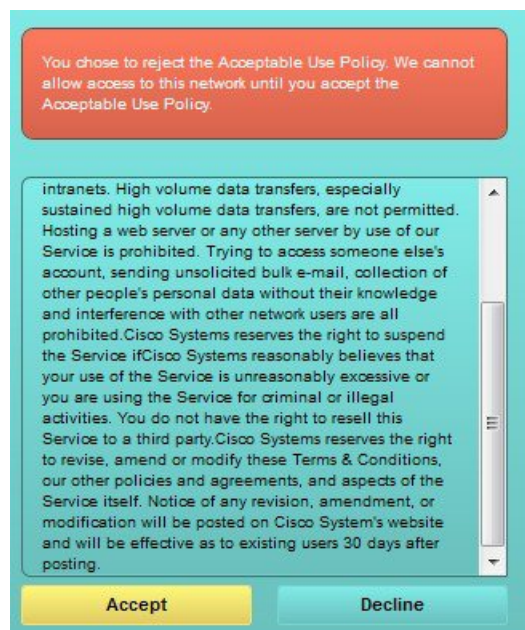 You chose to reject the Acceptable Use Policy. We cannot
allow access to this network until you accept the
Acceptable Use Policy.
intranets. High volume data transfers, especially
sustained high volume data transfers, are not permitted.
Hosting a web server or any other server by use of our
Service is prohibited. Trying to access someone else's
account, sending unsolicited bulk e-mail, collection of
other people's personal data without their knowledge
and interference with other network users are all
prohibited.Cisco Systems reserves the right to suspend
the Service ifCisco Systems reasonably believes that
your use of the Service is unreasonably excessive or
you are using the Service for criminal or illegal
activities. You do not have the right to resell this
Service to a third party.Cisco Systems reserves the right
to revise, amend or modify these Terms & Conditions,
our other policies and agreements, and aspects of the
Service itself. Notice of any revision, amendment, or
modification will be posted on Cisco System's website
and will be effective as to existing users 30 days after
posting.
Accept
Decline